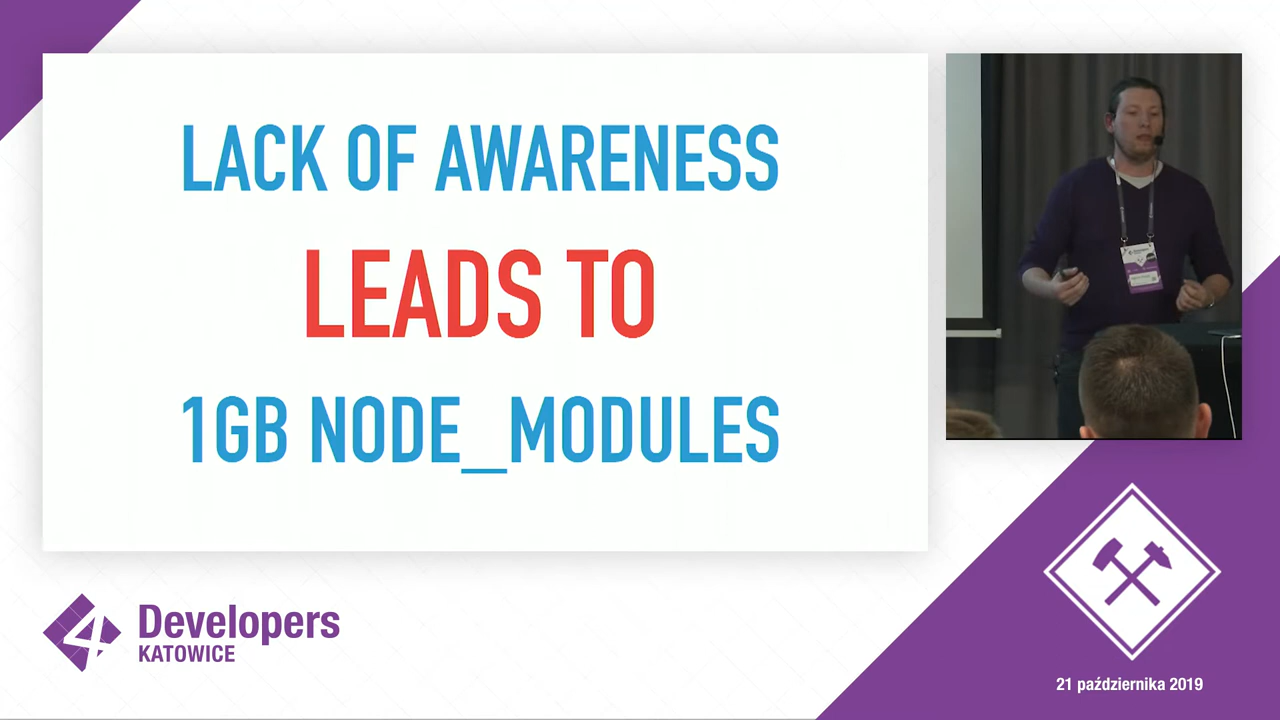 LACK OF AWARENESS
LEADS TO
1GB NODE_MODULES
4 Developers
KATOWICE
21 października 2019